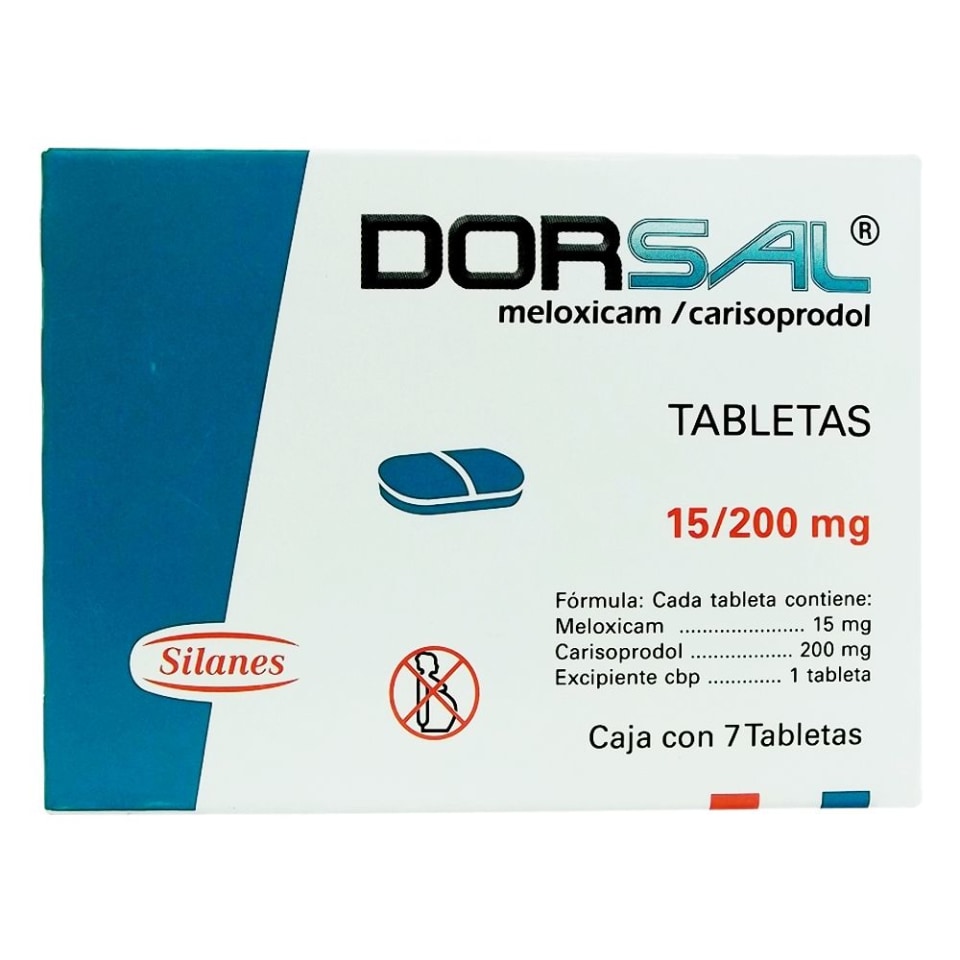 DORSAL®
meloxicam / carisoprodol
TABLETAS
15/200 mg
Fórmula: Cada tableta contiene:
Meloxicam ...................... 15 mg
Carisoprodol .................. 200 mg
Excipiente cbp ............. 1 tableta
Silanes
Caja con 7 Tabletas